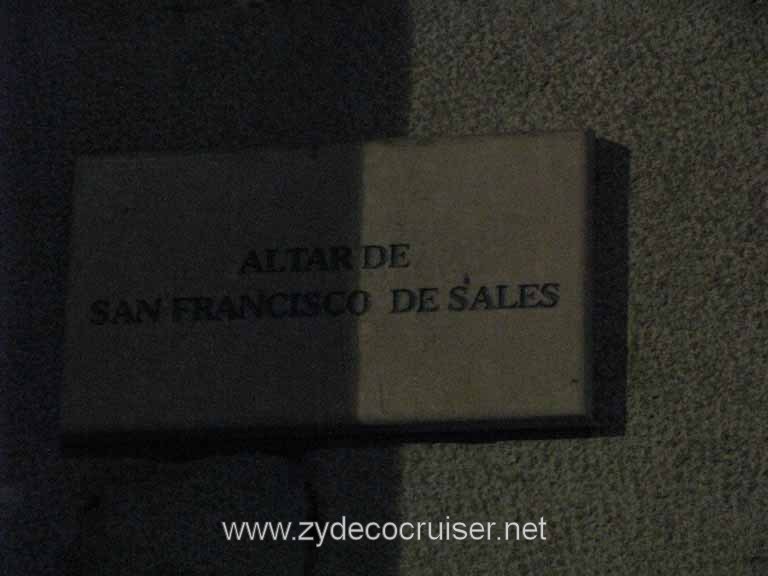 ALTAR DE
SAN FRANCISCO DE SALES
www.zydecocruiser.net